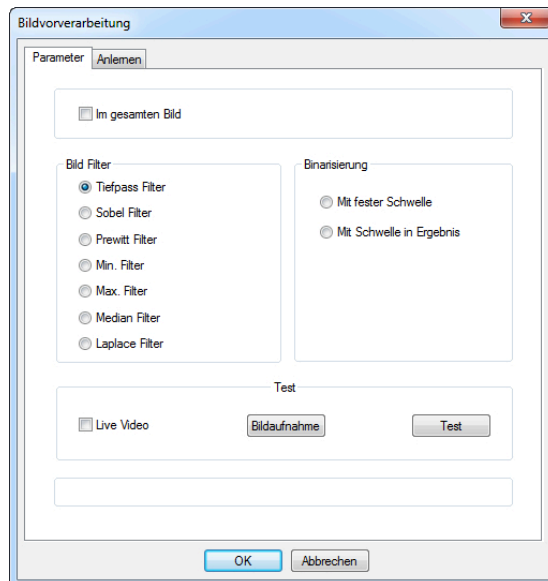 Bildvorverarbeitung
Parameter
Anlernen
Im gesamten Bild
Bild Filter
Tiefpass Filter
Sobel Filter
Prewitt Filter
Min. Filter
Max. Filter
Median Filter
Laplace Filter
Binarisierung
Mit fester Schwelle
Mit Schwelle in Ergebnis
Test
Live Video
Bildaufnahme
Test
OK
Abbrechen